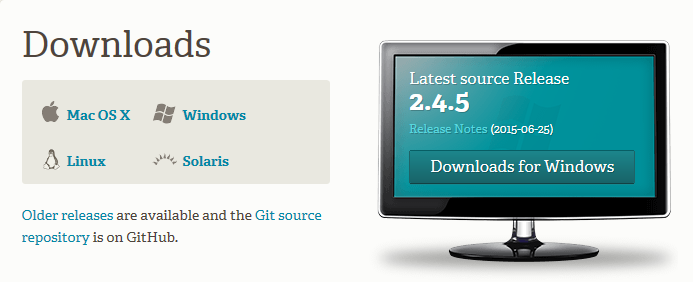 Downloads
Mac OS X
Windows
Linux
Solaris
Older releases are available and the Git source
repository is on GitHub.
Latest source Release
2.4.5
Release Notes (2015-06-25)
Downloads for Windows